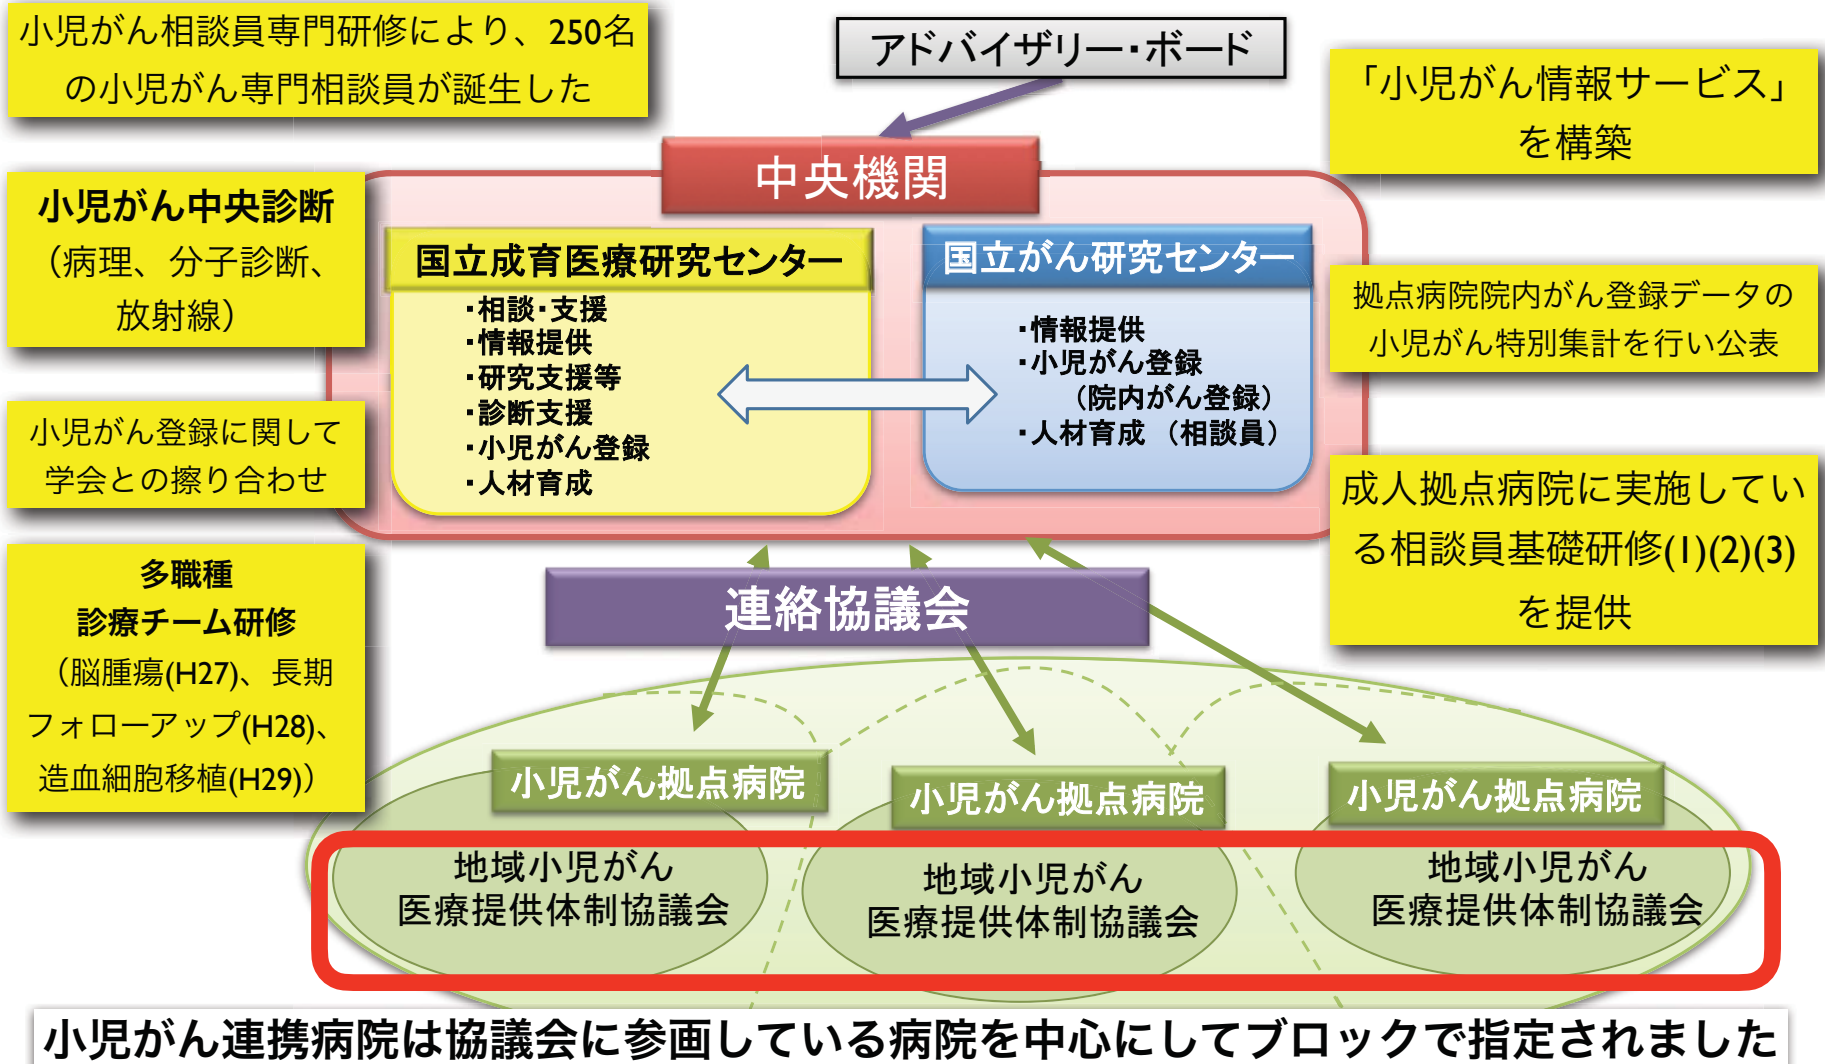 小児がん相談員専門研修により、250名
の小児がん専門相談員が誕生した
アドバイザリー・ボード
「小児がん情報サービス」
を構築
中央機関
小児がん中央診断
（病理、分子診断、
放射線）
国立成育医療研究センター
・相談・支援
・情報提供
・研究支援等
・診断支援
・小児がん登録
・人材育成
国立がん研究センター
・情報提供
・小児がん登録
（院内がん登録）
・人材育成 （相談員）
拠点病院院内がん登録データの
小児がん特別集計を行い公表
小児がん登録に関して
学会との擦り合わせ
成人拠点病院に実施してい
る相談員基礎研修(1)(2)(3)
を提供
多職種
診療チーム研修
（脳腫瘍(H27)、長期
フォローアップ(H28)、
造血細胞移植(H29)）
連絡協議会
小児がん拠点病院
地域小児がん
医療提供体制協議会
小児がん拠点病院
地域小児がん
医療提供体制協議会
小児がん拠点病院
地域小児がん
医療提供体制協議会
小児がん連携病院は協議会に参画している病院を中心にしてブロックで指定されました